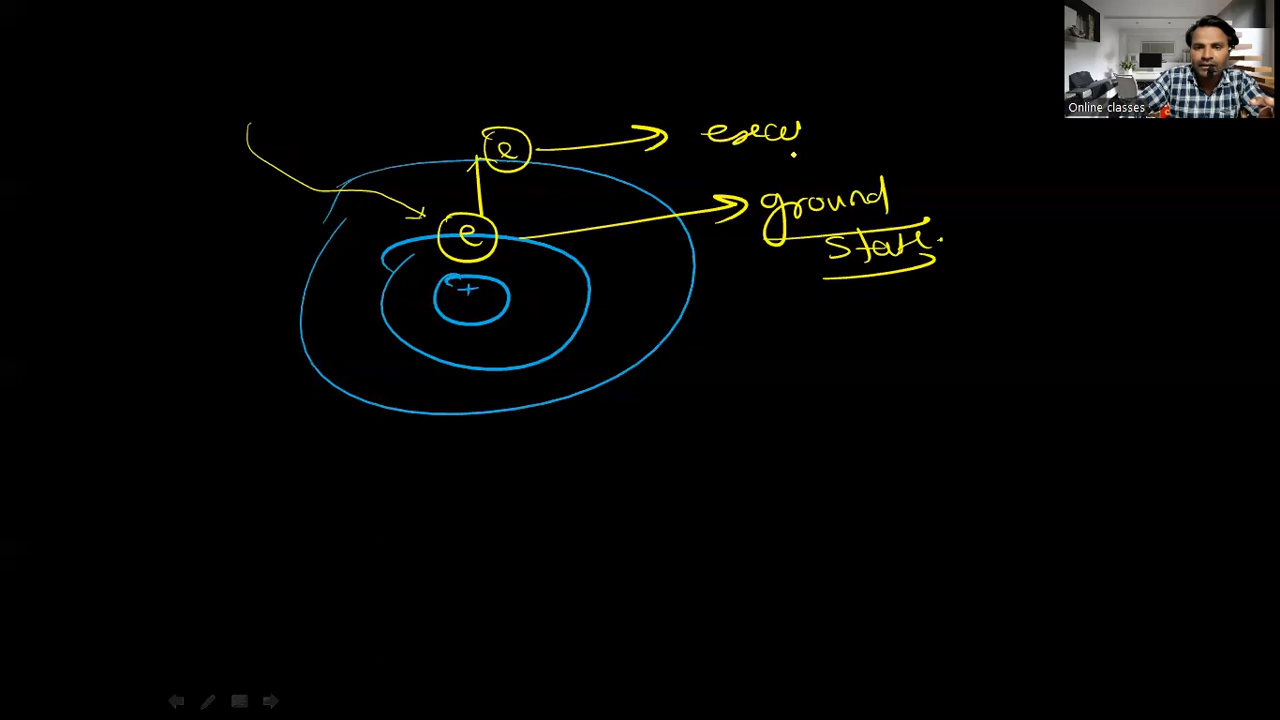 Online classes
e
e
ground
state.
+